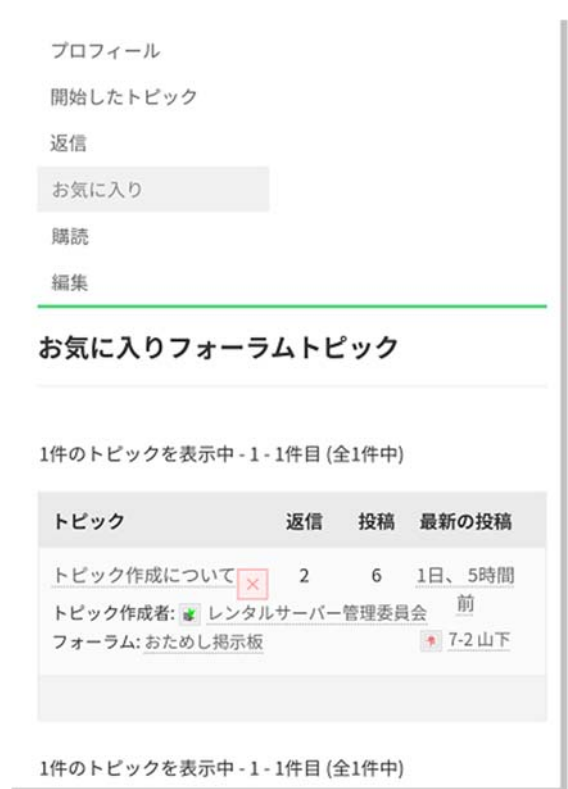 プロフィール
開始したトピック
返信
お気に入り
購読
編集
お気に入りフォーラムトピック
1件のトピックを表示中 - 1 - 1件目 (全1件中)
トピック 返信 投稿 最新の投稿
トピック作成について × 2 6 1日、 5時間
前
トピック作成者: レンタルサーバー管理委員会
フォーラム: おためし掲示板 7-2 山下
1件のトピックを表示中 - 1 - 1件目 (全1件中)